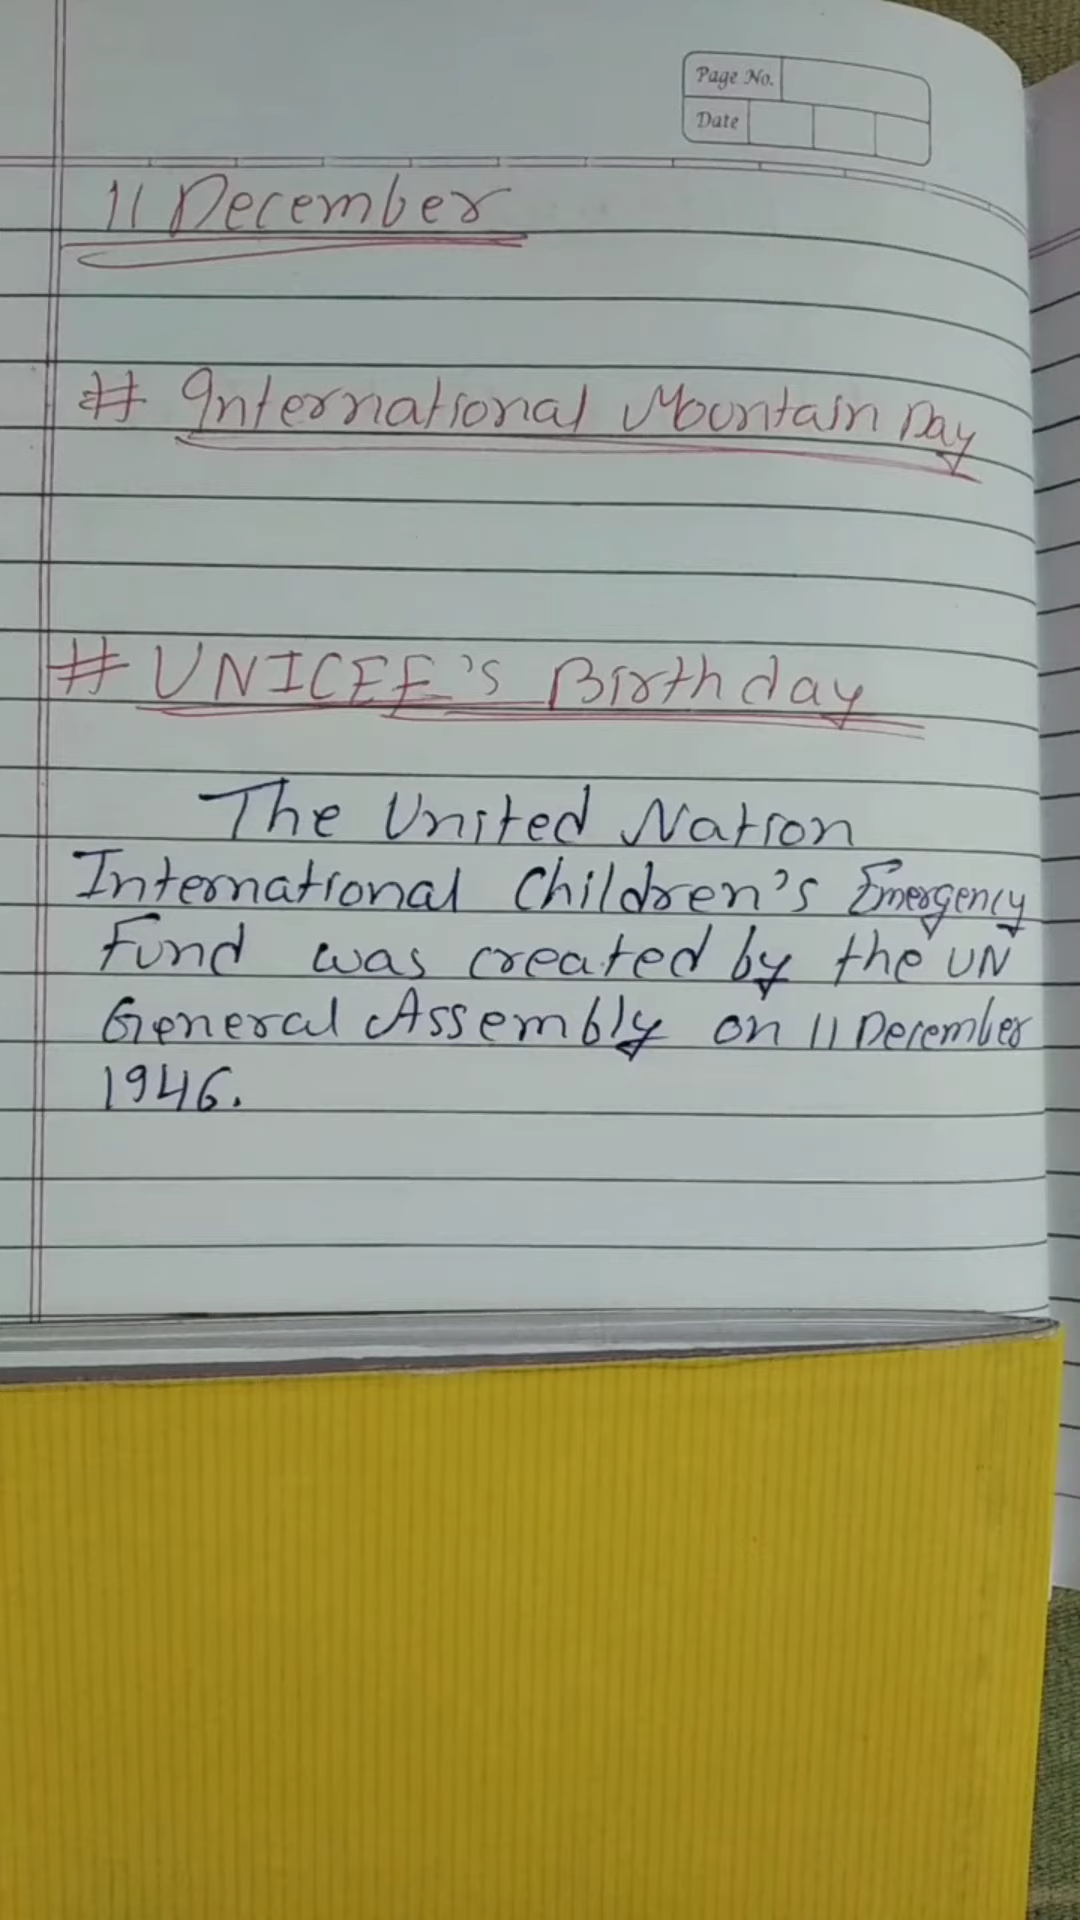 Page No.
Date
11 December
# International Mountain Day
# UNICEF's Birthday
The United Nation
International Children's Emergency
Fund was created by the UN
General Assembly on 11 December
1946.